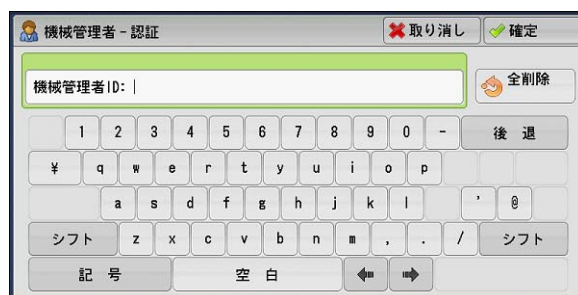 機械管理者 - 認証 取り消し 確定
機械管理者ID: 全削除
1 2 3 4 5 6 7 8 9 0 - 後 退
¥ q w e r t y u i o p
a s d f g h j k l ' @
シフト z x c v b n m , . / シフト
記 号 空 白